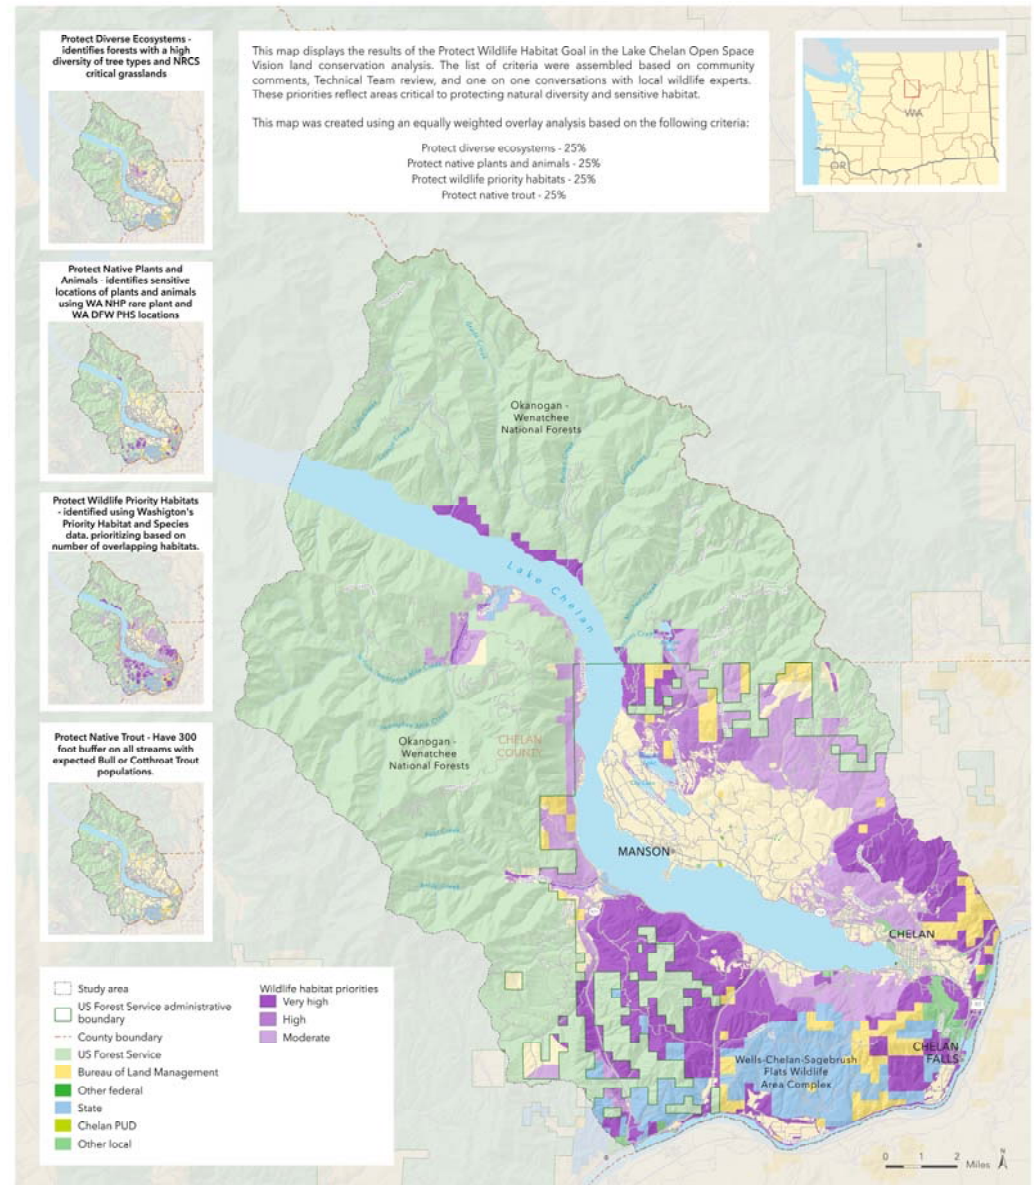 Protect Diverse Ecosystems -
identifies forests with a high
diversity of tree types and NRCS
critical grasslands
This map displays the results of the Protect Wildlife Habitat Goal in the Lake Chelan Open Space
Vision land conservation analysis. The list of criteria were assembled based on community
comments, Technical Team review, and one on one conversations with local wildlife experts.
These priorities reflect areas critical to protecting natural diversity and sensitive habitat.
This map was created using an equally weighted overlay analysis based on the following criteria:
Protect diverse ecosystems - 25%
Protect native plants and animals - 25%
Protect wildlife priority habitats - 25%
Protect native trout - 25%
WA
OR
Protect Native Plants and
Animals - identifies sensitive
locations of plants and animals
using WA NHP rare plant and
WA DFW PHS locations
Protect Wildlife Priority Habitats
- identified using Washigton's
Priority Habitat and Species
data, prioritizing based on
number of overlapping habitats.
Protect Native Trout - Have 300
foot buffer on all streams with
expected Bull or Cotthroat Trout
populations.
Okanogan -
Wenatchee
National Forests
Lake Chelan
Okanogan -
Wenatchee
National Forests
CHELAN
COUNTY
MANSON
CHELAN
CHELAN
FALLS
Wells-Chelan-Sagebrush
Flats Wildlife
Area Complex
Study area
US Forest Service administrative
boundary
County boundary
US Forest Service
Bureau of Land Management
Other federal
State
Chelan PUD
Other local
Wildlife habitat priorities
Very high
High
Moderate
0 1 2 Miles
N